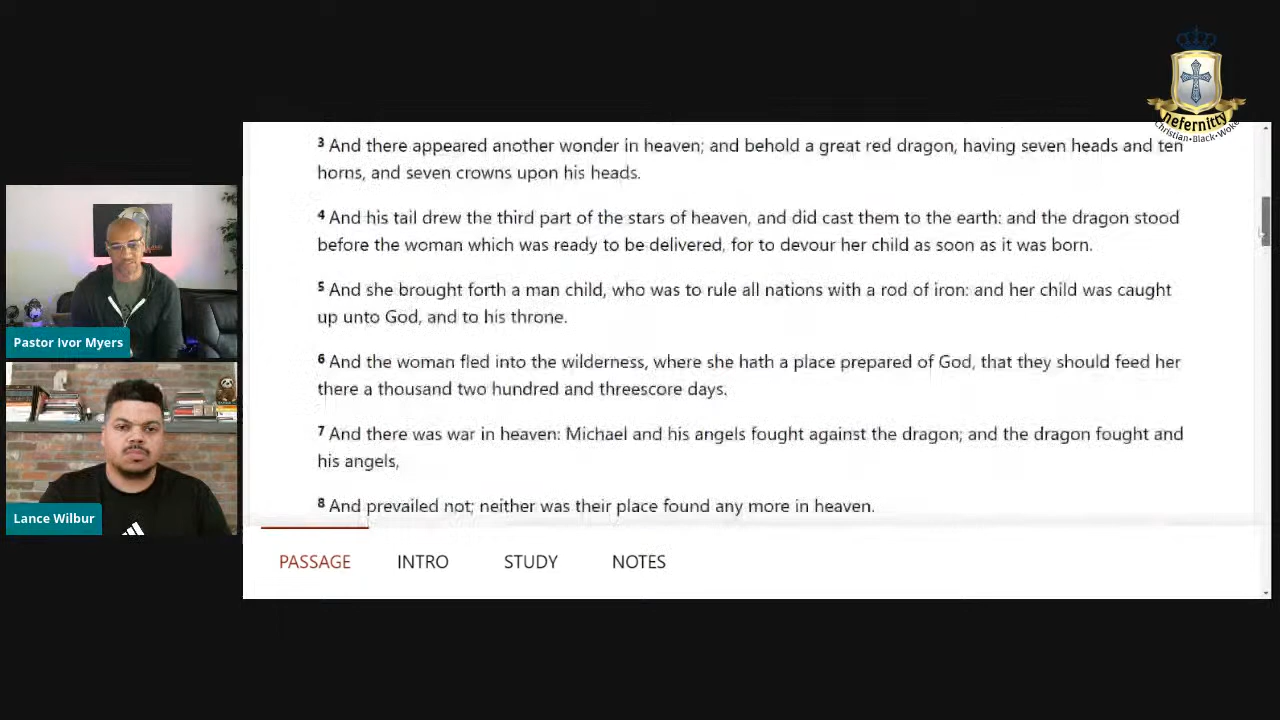 nefernitty
Christian•Black•Woke
3 And there appeared another wonder in heaven; and behold a great red dragon, having seven heads and ten
horns, and seven crowns upon his heads.
4 And his tail drew the third part of the stars of heaven, and did cast them to the earth: and the dragon stood
before the woman which was ready to be delivered, for to devour her child as soon as it was born.
5 And she brought forth a man child, who was to rule all nations with a rod of iron: and her child was caught
up unto God, and to his throne.
6 And the woman fled into the wilderness, where she hath a place prepared of God, that they should feed her
there a thousand two hundred and threescore days.
7 And there was war in heaven: Michael and his angels fought against the dragon; and the dragon fought and
his angels,
8 And prevailed not; neither was their place found any more in heaven.
PASSAGE INTRO STUDY NOTES
Pastor Ivor Myers
Lance Wilbur